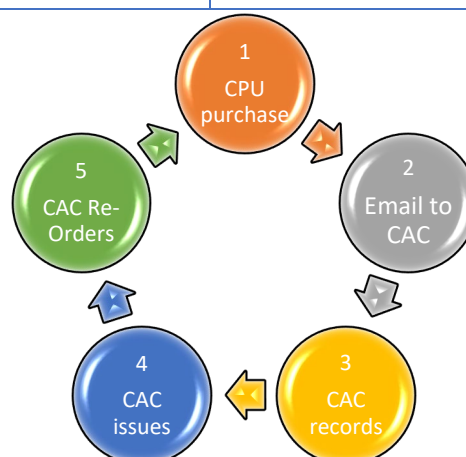 1
CPU
purchase
2
Email to
CAC
3
CAC
records
4
CAC
issues
5
CAC Re-
Orders